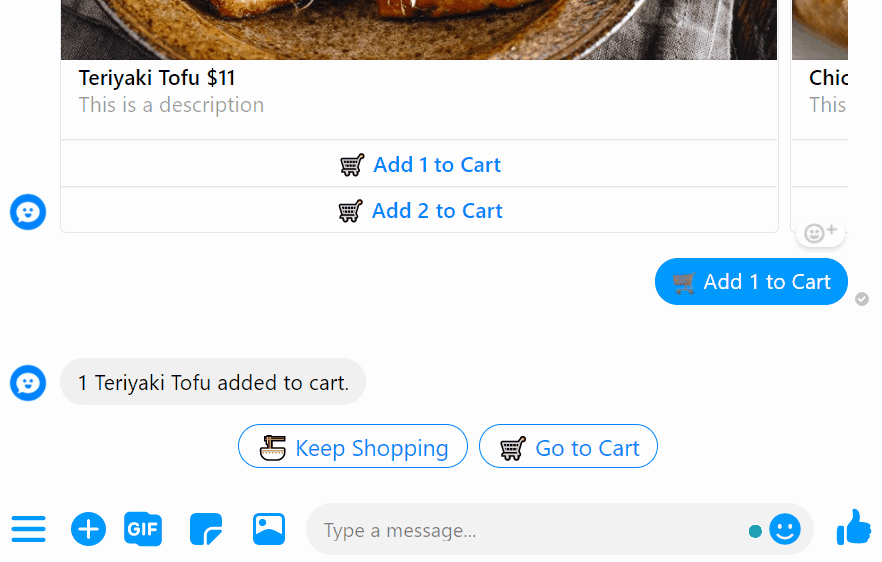 Teriyaki Tofu $11
This is a description
Add 1 to Cart
Add 2 to Cart
This
Add 1 to Cart
1 Teriyaki Tofu added to cart.
Keep Shopping
Go to Cart
GIF
Type a message...